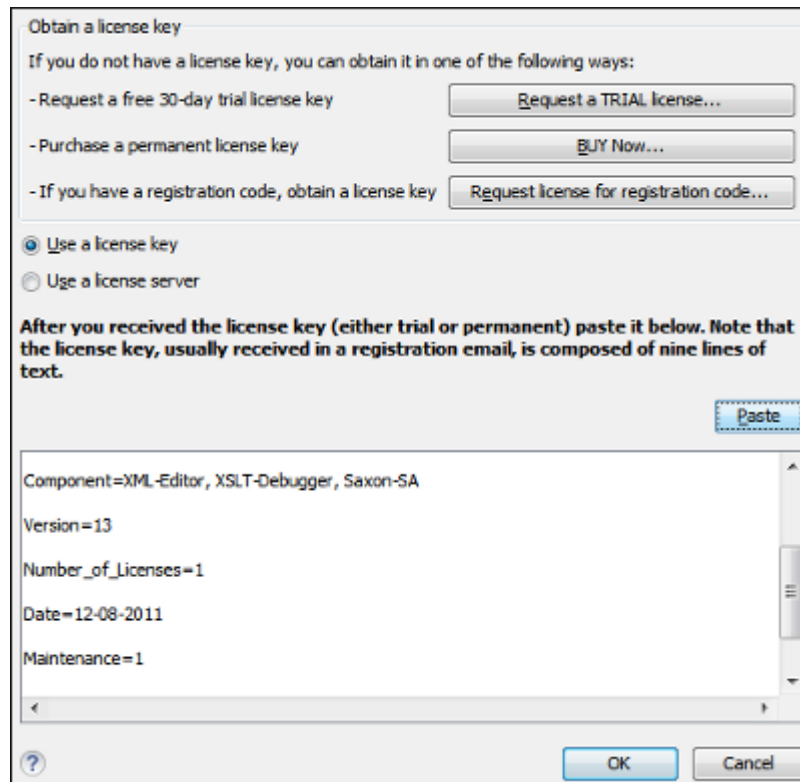 Obtain a license key
If you do not have a license key, you can obtain it in one of the following ways:
- Request a free 30-day trial license key
Request a TRIAL license...
- Purchase a permanent license key
BUY Now...
- If you have a registration code, obtain a license key
Request license for registration code...
Use a license key
Use a license server
After you received the license key (either trial or permanent) paste it below. Note that
the license key, usually received in a registration email, is composed of nine lines of
text.
Paste
Component=XML-Editor, XSLT-Debugger, Saxon-SA
Version=13
Number_of_Licenses=1
Date=12-08-2011
Maintenance=1
?
OK
Cancel